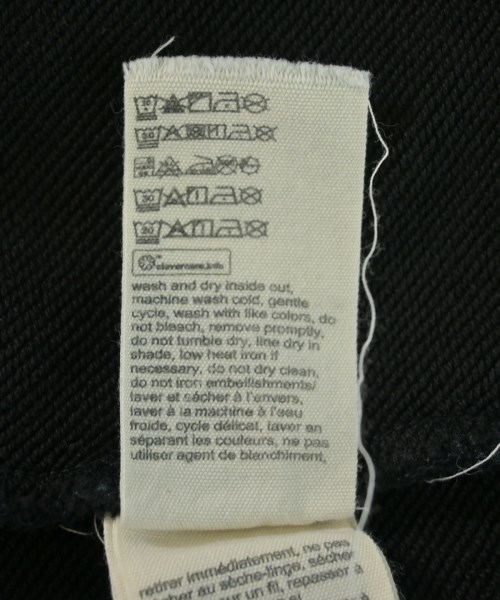 clevercare.info
wash and dry inside out,
machine wash cold, gentle
cycle, wash with like colors, do
not bleach, remove promptly,
do not tumble dry, line dry in
shade, low heat iron if
necessary, do not dry clean,
do not iron embellishments/
laver et sécher à l'envers,
laver à la machine à l'eau
froide, cycle délicat, laver en
séparant les couleurs, ne pas
utiliser agent de blanchiment,
retirer immédiatement, ne pas
sécher au sèche-linge, sécher
sur un fil, repasser à